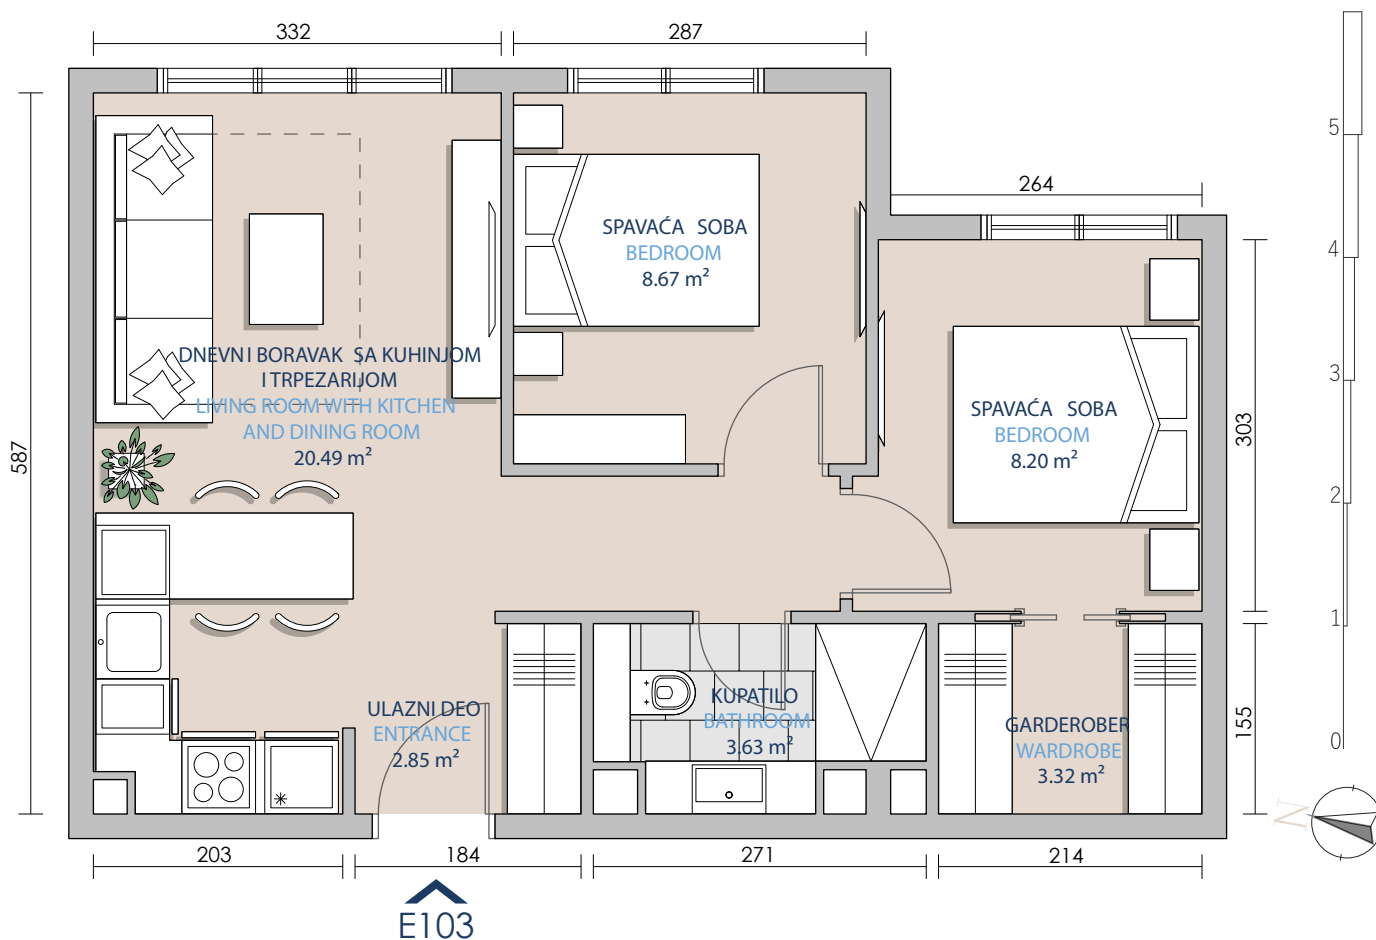 332
287
264
587
303
155
203
184
271
214
DNEVNI BORAVAK SA KUHINJOM
I TRPEZARIJOM
LIVING ROOM WITH KITCHEN
AND DINING ROOM
20.49 m²
SPAVAĆA SOBA
BEDROOM
8.67 m²
SPAVAĆA SOBA
BEDROOM
8.20 m²
ULAZNI DEO
ENTRANCE
2.85 m²
KUPATILO
BATHROOM
3.63 m²
GARDEROBER
WARDROBE
3.32 m²
E103
5
4
3
2
1
0
N